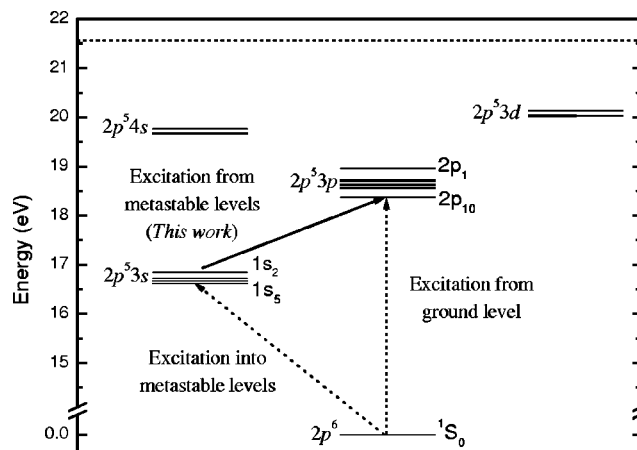 22
21
20
19
18
17
16
15
0.0
Energy (eV)
2p⁵4s
2p⁵3d
Excitation from
metastable levels
(This work)
2p⁵3p
2p₁
2p₁₀
2p⁵3s
1s₂
1s₅
Excitation from
ground level
Excitation into
metastable levels
2p⁶
¹S₀